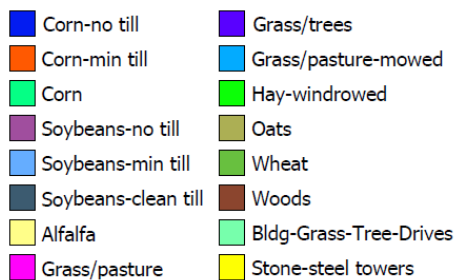 Corn-no till
Corn-min till
Corn
Soybeans-no till
Soybeans-min till
Soybeans-clean till
Alfalfa
Grass/pasture
Grass/trees
Grass/pasture-mowed
Hay-windrowed
Oats
Wheat
Woods
Bldg-Grass-Tree-Drives
Stone-steel towers